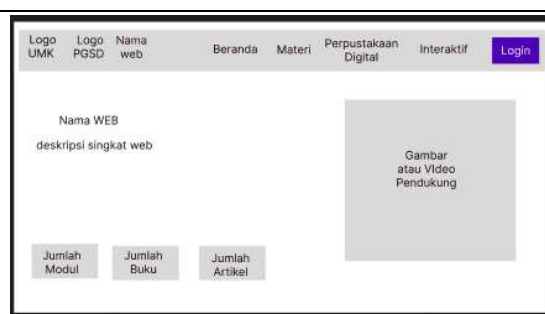 Logo UMK
Logo PGSD
Nama web
Beranda
Materi
Perpustakaan Digital
Interaktif
Login
Nama WEB
deskripsi singkat web
Gambar
atau VIdeo
Pendukung
Jumlah Modul
Jumlah Buku
Jumlah Artikel